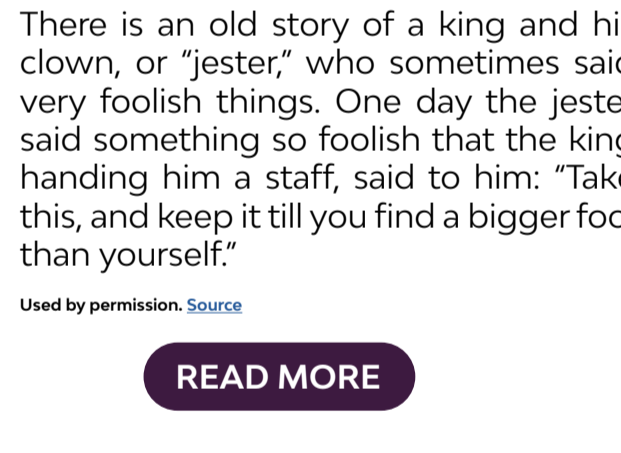 There is an old story of a king and hi
clown, or “jester,” who sometimes said
very foolish things. One day the jeste
said something so foolish that the king
handing him a staff, said to him: “Take
this, and keep it till you find a bigger foo
than yourself.”
Used by permission. Source
READ MORE